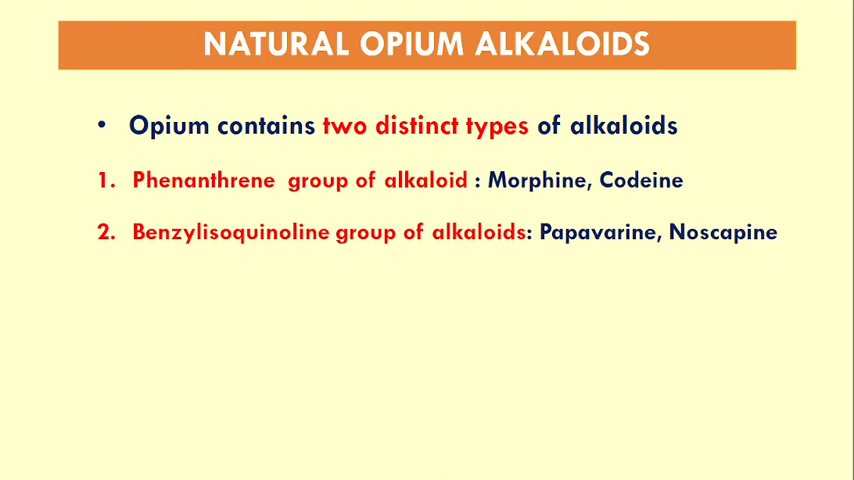 NATURAL OPIUM ALKALOIDS
• Opium contains two distinct types of alkaloids
1. Phenanthrene group of alkaloid : Morphine, Codeine
2. Benzylisoquinoline group of alkaloids: Papavarine, Noscapine